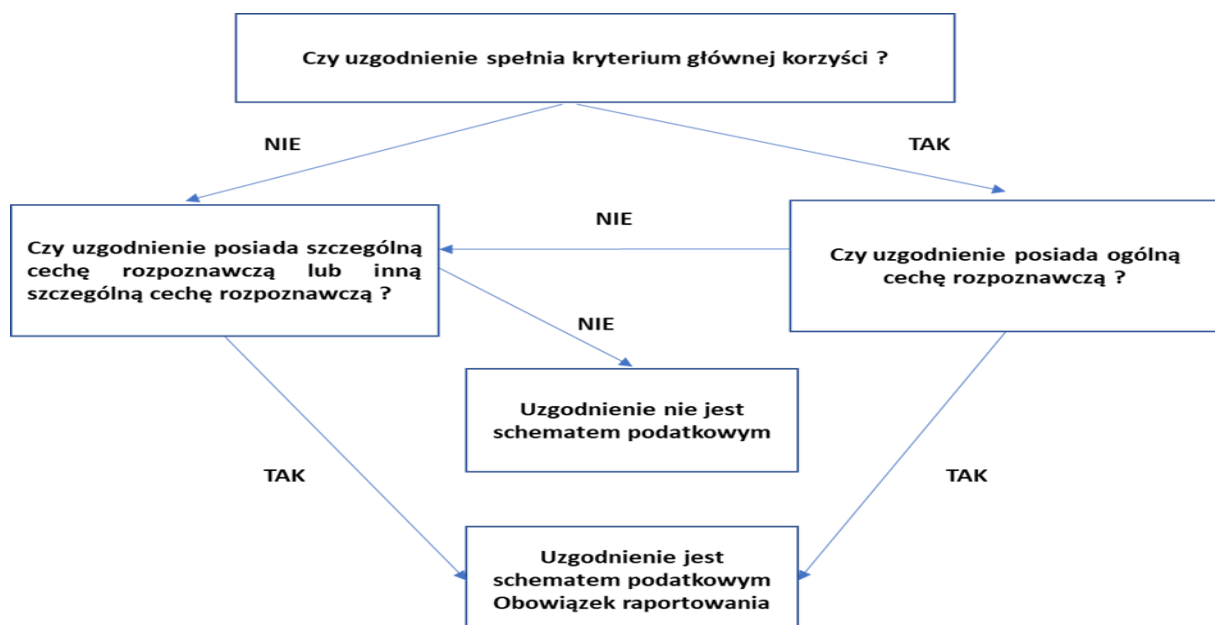 Czy uzgodnienie spełnia kryterium głównej korzyści ?
NIE
TAK
Czy uzgodnienie posiada szczególną
cechę rozpoznawczą lub inną
szczególną cechę rozpoznawczą ?
NIE
Czy uzgodnienie posiada ogólną
cechę rozpoznawczą ?
NIE
Uzgodnienie nie jest
schematem podatkowym
TAK
TAK
Uzgodnienie jest
schematem podatkowym
Obowiązek raportowania